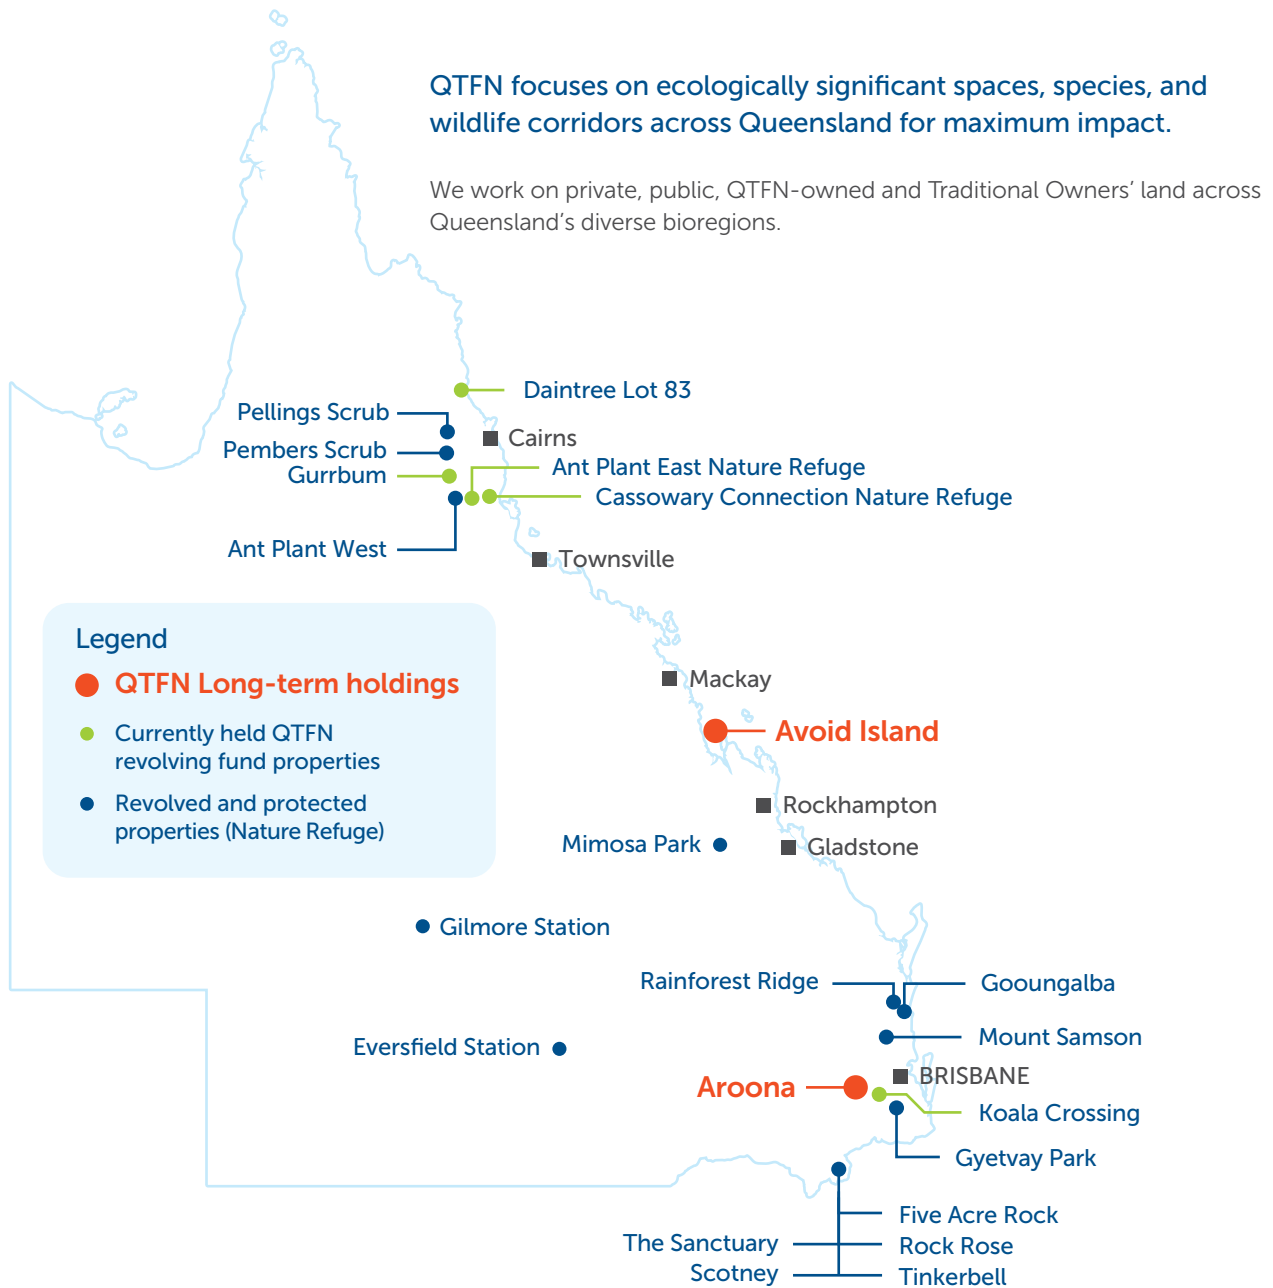 QTFN focuses on ecologically significant spaces, species, and
wildlife corridors across Queensland for maximum impact.
We work on private, public, QTFN-owned and Traditional Owners’ land across
Queensland’s diverse bioregions.
Daintree Lot 83
Pellings Scrub
Cairns
Pembers Scrub
Ant Plant East Nature Refuge
Gurrbum
Cassowary Connection Nature Refuge
Ant Plant West
Townsville
Legend
QTFN Long-term holdings
Currently held QTFN
revolving fund properties
Revolved and protected
properties (Nature Refuge)
Mackay
Avoid Island
Rockhampton
Mimosa Park
Gladstone
Gilmore Station
Rainforest Ridge
Gooungalba
Mount Samson
Eversfield Station
BRISBANE
Aroona
Koala Crossing
Gyetvay Park
Five Acre Rock
The Sanctuary
Rock Rose
Scotney
Tinkerbell